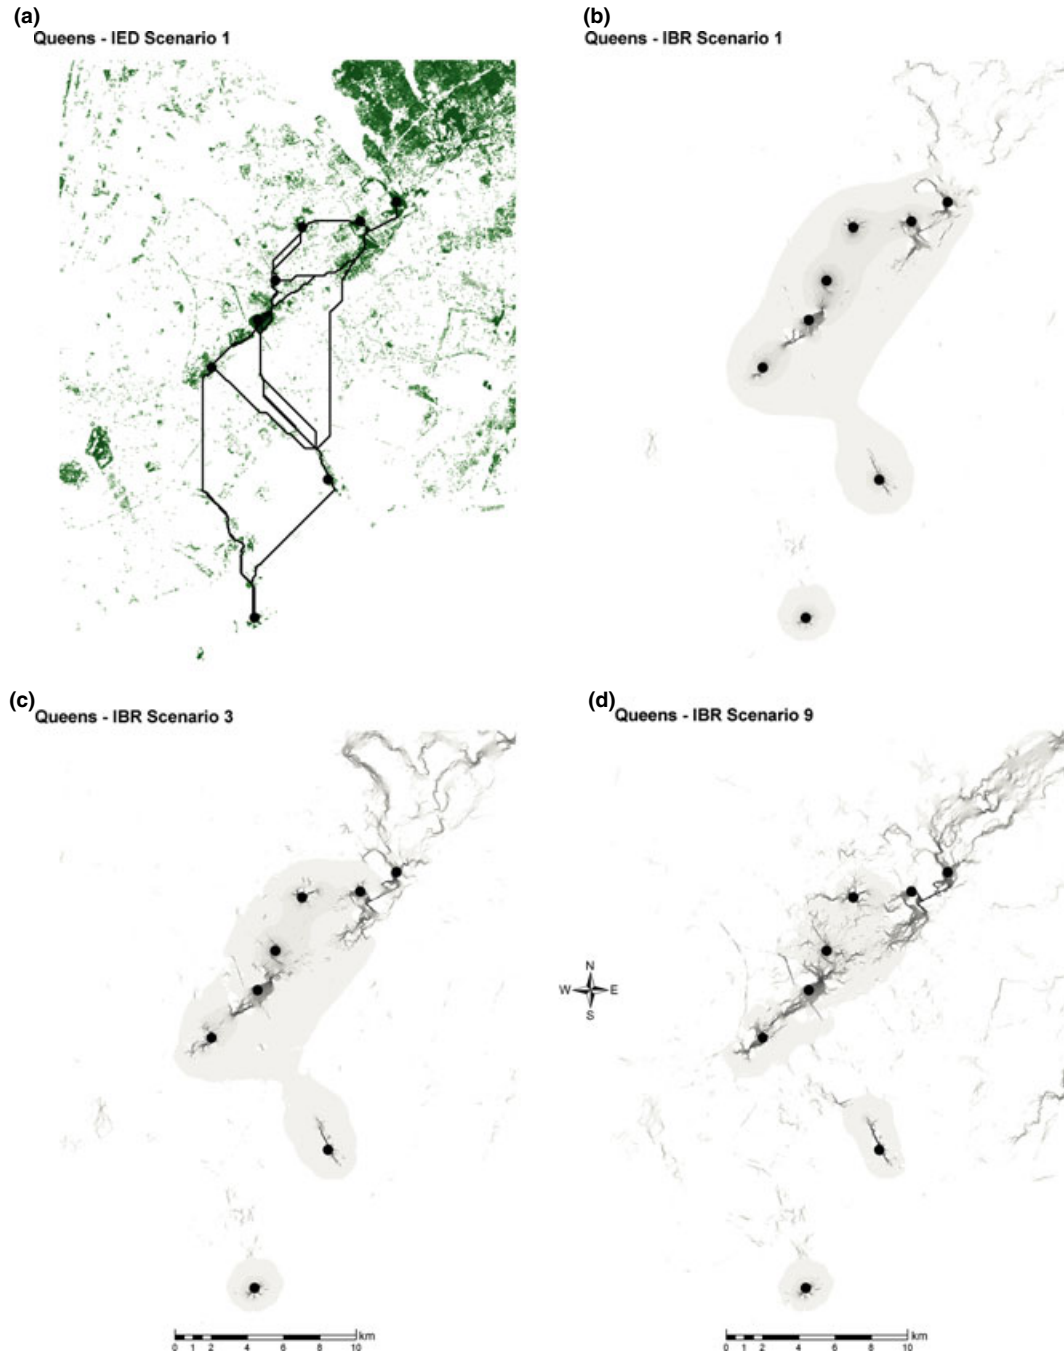 (a)
Queens - IED Scenario 1
(b)
Queens - IBR Scenario 1
(c)
Queens - IBR Scenario 3
(d)
Queens - IBR Scenario 9
N
W E
S
km
0 1 2 4 6 8 10
km
0 1 2 4 6 8 10